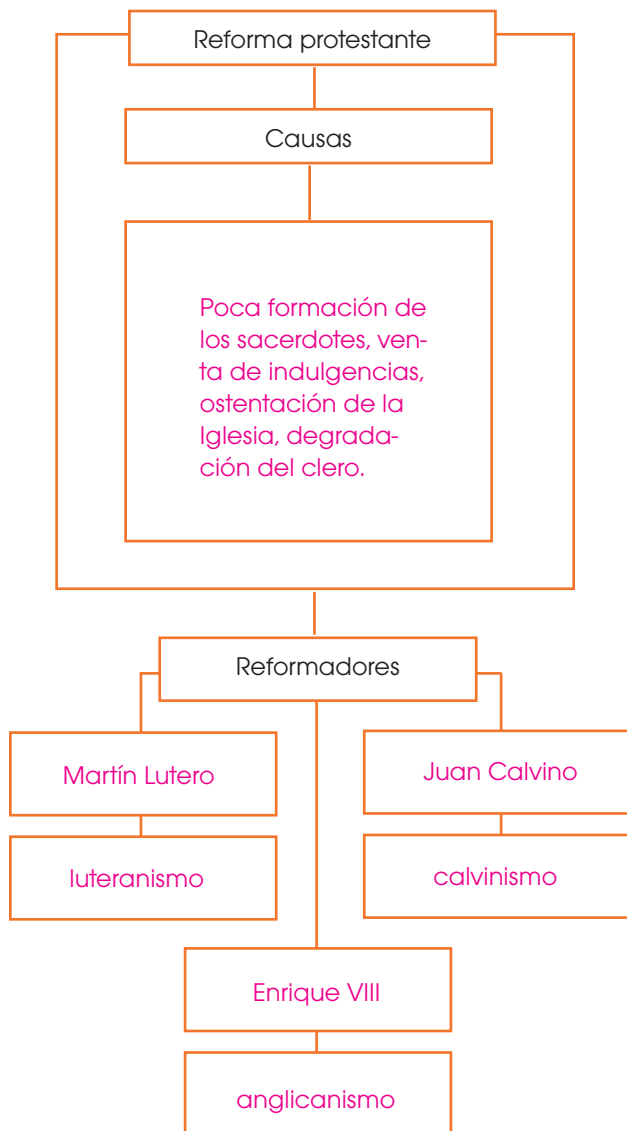 Reforma protestante
Causas
Poca formación de
los sacerdotes, ven-
ta de indulgencias,
ostentación de la
Iglesia, degrada-
ción del clero.
Reformadores
Martín Lutero
Juan Calvino
luteranismo
calvinismo
Enrique VIII
anglicanismo